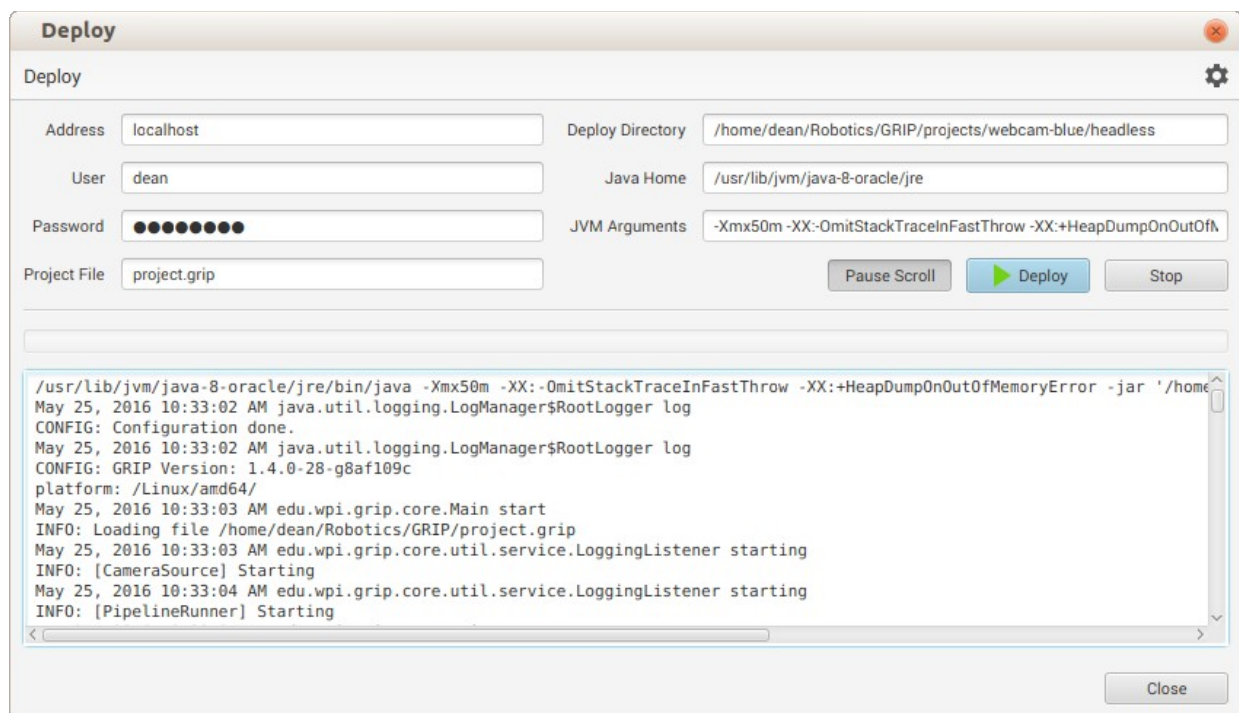 Deploy
Deploy
Address localhost
Deploy Directory /home/dean/Robotics/GRIP/projects/webcam-blue/headless
User dean
Java Home /usr/lib/jvm/java-8-oracle/jre
Password ●●●●●●●●
JVM Arguments -Xmx50m -XX:-OmitStackTraceInFastThrow -XX:+HeapDumpOnOutOfM
Project File project.grip
Pause Scroll Deploy Stop
/usr/lib/jvm/java-8-oracle/jre/bin/java -Xmx50m -XX:-OmitStackTraceInFastThrow -XX:+HeapDumpOnOutOfMemoryError -jar '/home
May 25, 2016 10:33:02 AM java.util.logging.LogManager$RootLogger log
CONFIG: Configuration done.
May 25, 2016 10:33:02 AM java.util.logging.LogManager$RootLogger log
CONFIG: GRIP Version: 1.4.0-28-g8af109c
platform: /Linux/amd64/
May 25, 2016 10:33:03 AM edu.wpi.grip.core.Main start
INFO: Loading file /home/dean/Robotics/GRIP/project.grip
May 25, 2016 10:33:03 AM edu.wpi.grip.core.util.service.LoggingListener starting
INFO: [CameraSource] Starting
May 25, 2016 10:33:04 AM edu.wpi.grip.core.util.service.LoggingListener starting
INFO: [PipelineRunner] Starting
Close